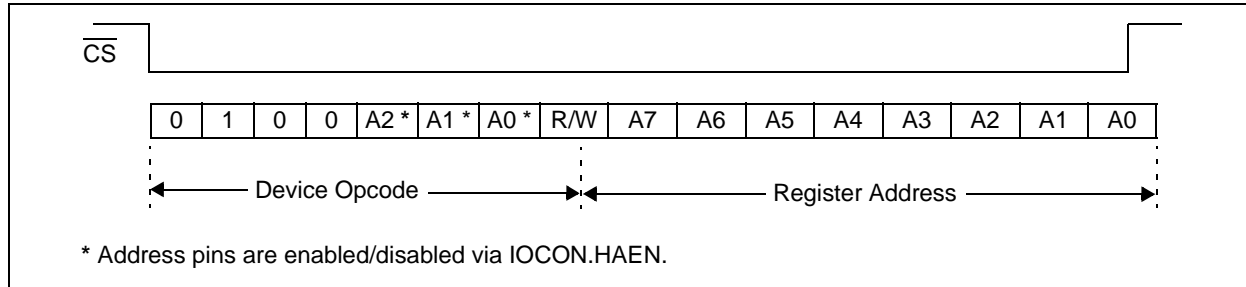 CS
0 1 0 0 A2 * A1 * A0 * R/W A7 A6 A5 A4 A3 A2 A1 A0
Device Opcode Register Address
* Address pins are enabled/disabled via IOCON.HAEN.